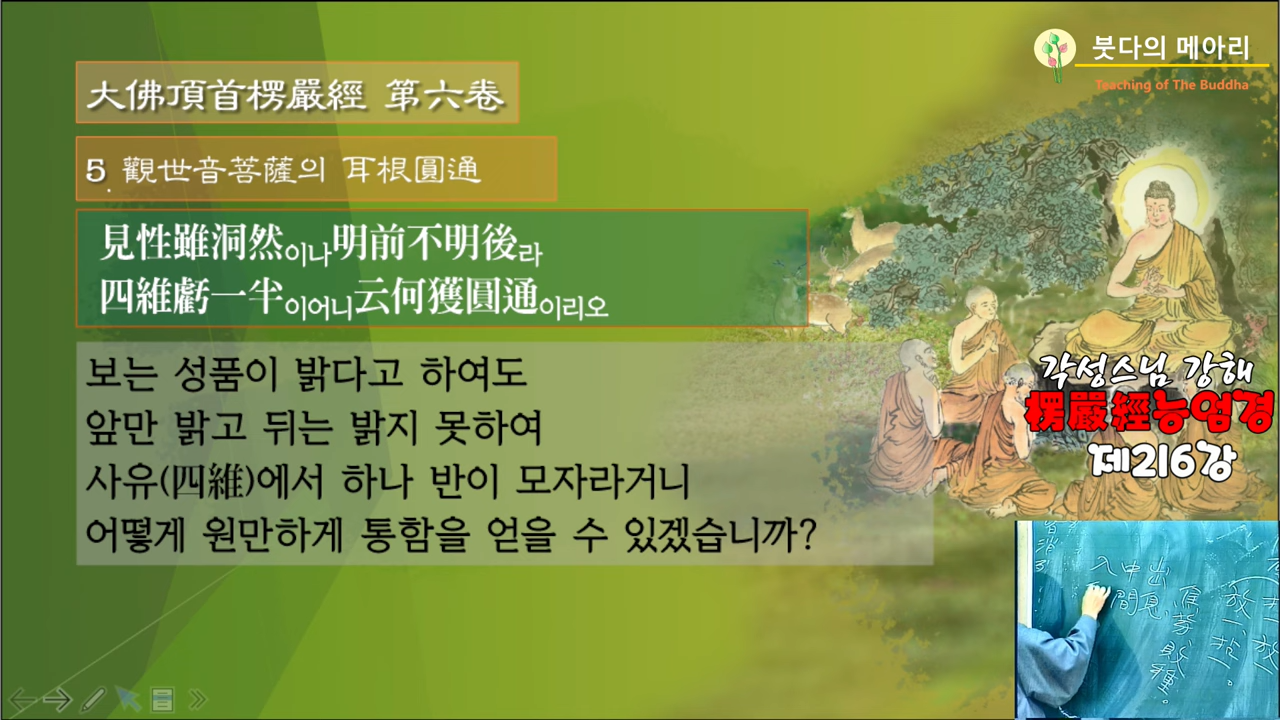 大佛頂首楞嚴經 第六卷
5. 觀世音菩薩의 耳根圓通
見性雖洞然이나明前不明後라
四維虧一半이어니云何獲圓通이리오
보는 성품이 밝다고 하여도
앞만 밝고 뒤는 밝지 못하여
사유(四維)에서 하나 반이 모자라거니
어떻게 원만하게 통함을 얻을 수 있겠습니까?
붓다의 메아리
Teaching of The Buddha
각성스님 강해
楞嚴經능엄경
제216강
入中出
間息